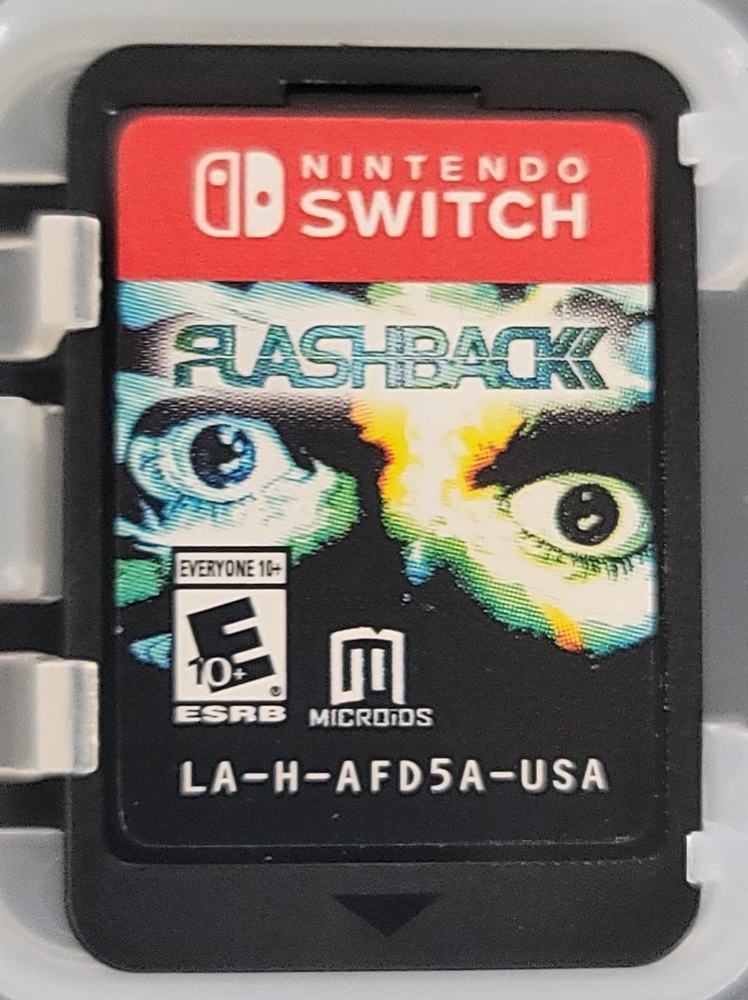 NINTENDO
SWITCH
FLASHBACK
EVERYONE 10+
E
10+
®
ESRB
MICROIDS
LA-H-AFD5A-USA